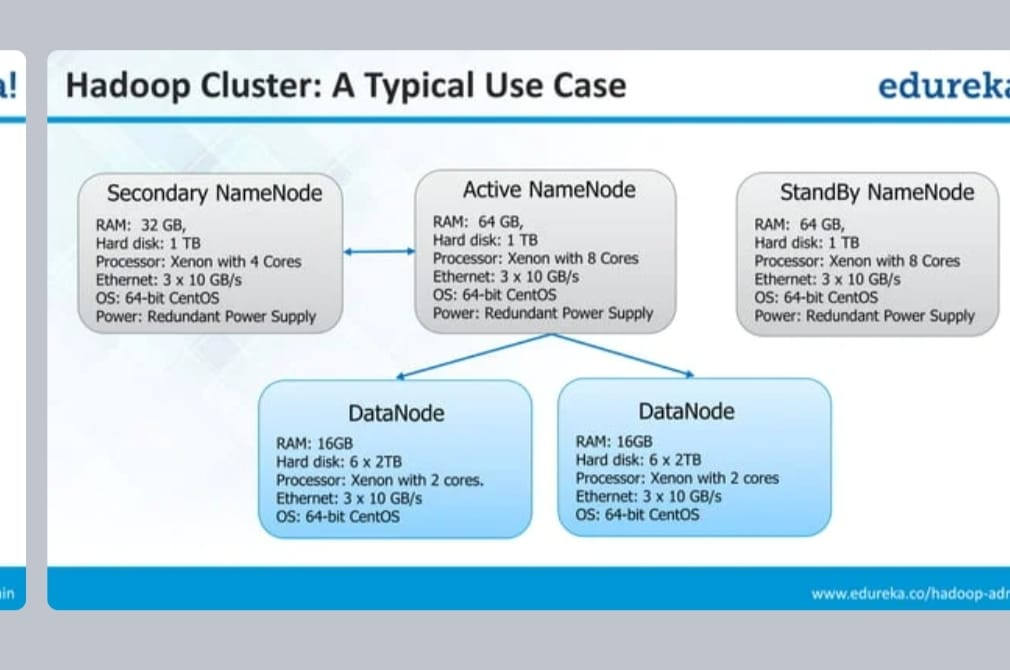 a!
Hadoop Cluster: A Typical Use Case
edureka
Secondary NameNode
RAM: 32 GB,
Hard disk: 1 TB
Processor: Xenon with 4 Cores
Ethernet: 3 x 10 GB/s
OS: 64-bit CentOS
Power: Redundant Power Supply
Active NameNode
RAM: 64 GB,
Hard disk: 1 TB
Processor: Xenon with 8 Cores
Ethernet: 3 x 10 GB/s
OS: 64-bit CentOS
Power: Redundant Power Supply
StandBy NameNode
RAM: 64 GB,
Hard disk: 1 TB
Processor: Xenon with 8 Cores
Ethernet: 3 x 10 GB/s
OS: 64-bit CentOS
Power: Redundant Power Supply
DataNode
RAM: 16GB
Hard disk: 6 x 2TB
Processor: Xenon with 2 cores.
Ethernet: 3 x 10 GB/s
OS: 64-bit CentOS
DataNode
RAM: 16GB
Hard disk: 6 x 2TB
Processor: Xenon with 2 cores
Ethernet: 3 x 10 GB/s
OS: 64-bit CentOS
in
www.edureka.co/hadoop-adr